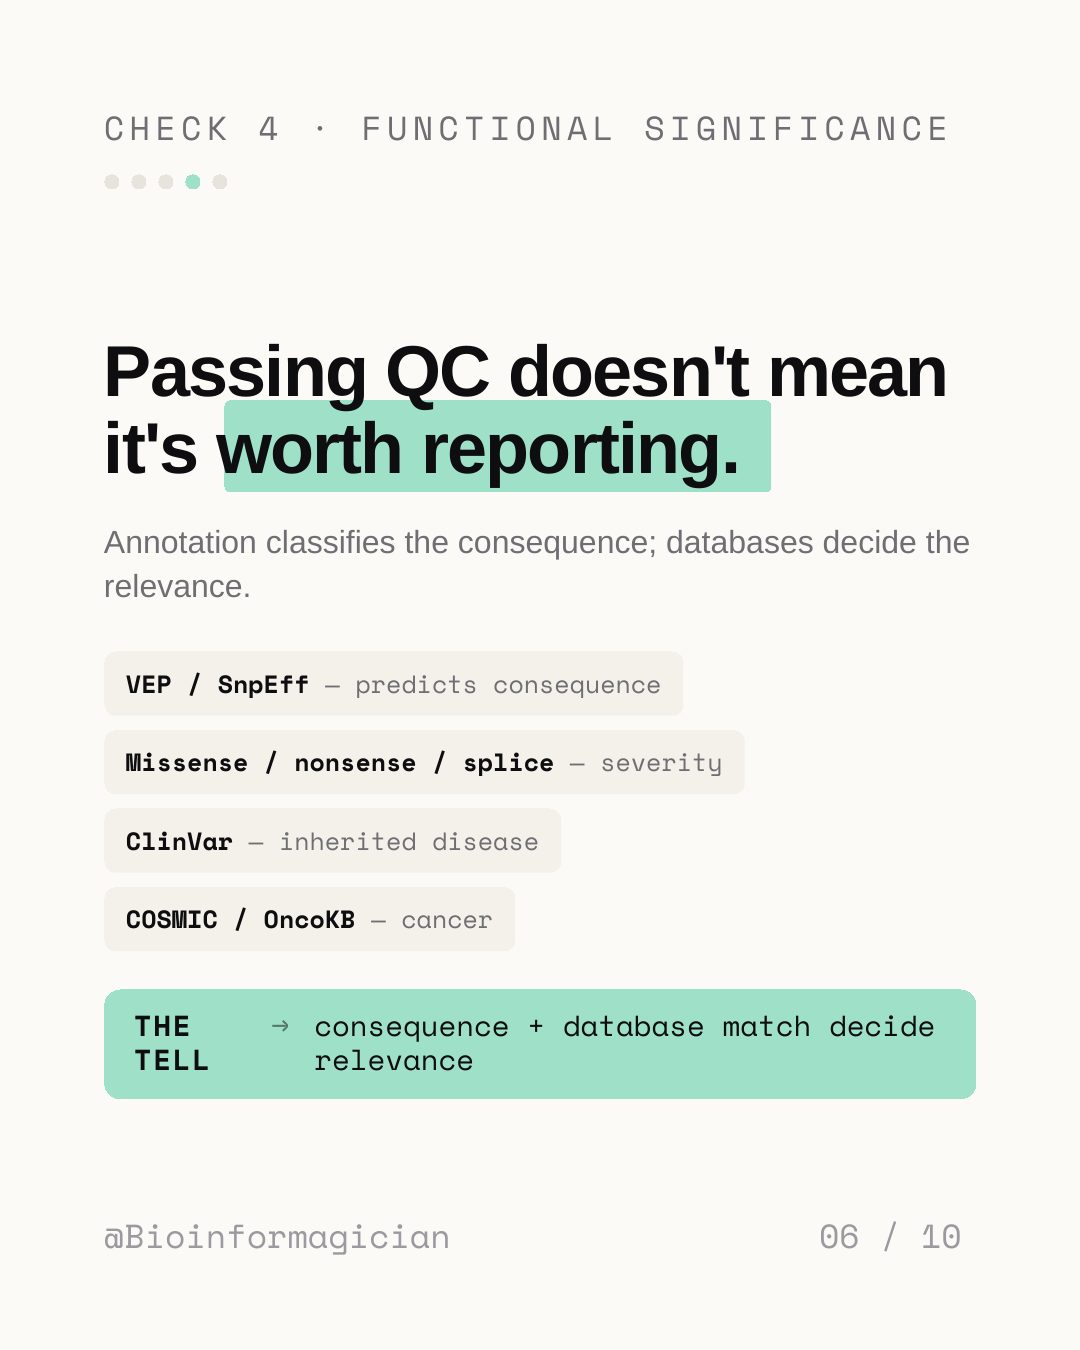 CHECK 4 · FUNCTIONAL SIGNIFICANCE
Passing QC doesn't mean
it's worth reporting.
Annotation classifies the consequence; databases decide the
relevance.
VEP / SnpEff — predicts consequence
Missense / nonsense / splice — severity
ClinVar — inherited disease
COSMIC / OncoKB — cancer
THE → consequence + database match decide
TELL relevance
@Bioinformagician 06 / 10